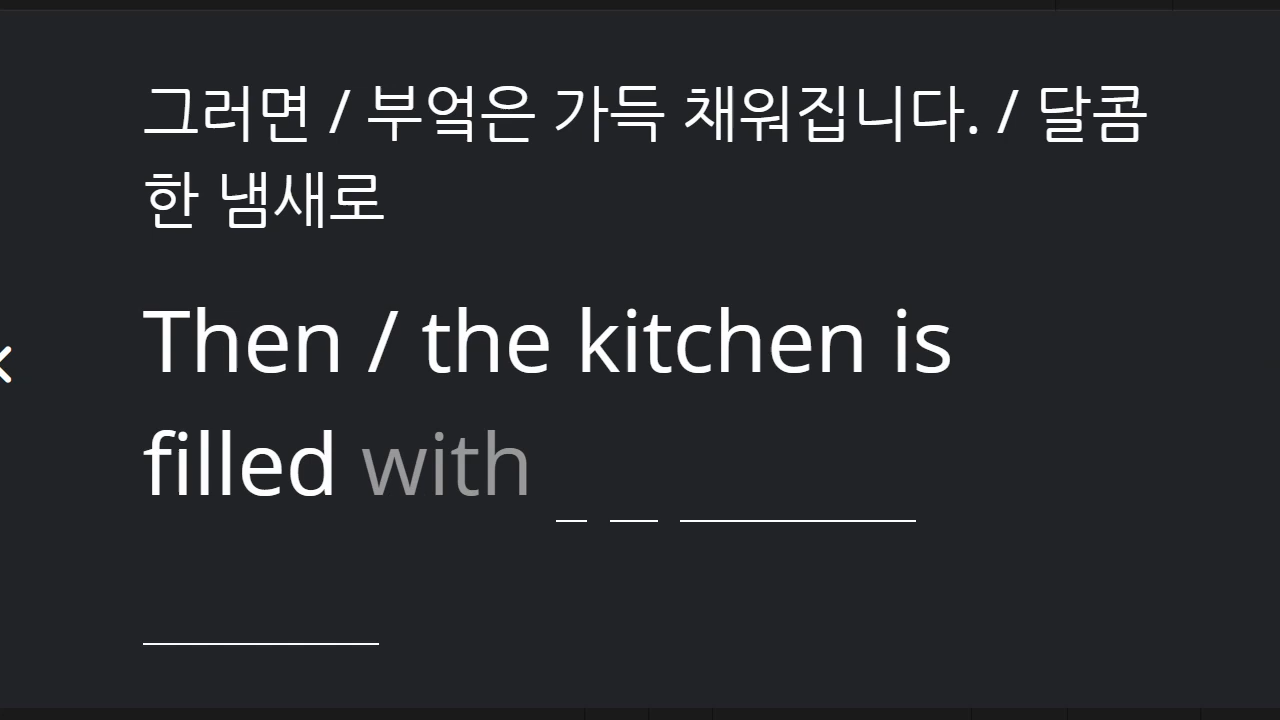 그러면 / 부엌은 가득 채워집니다. / 달콤
한 냄새로
Then / the kitchen is
filled with